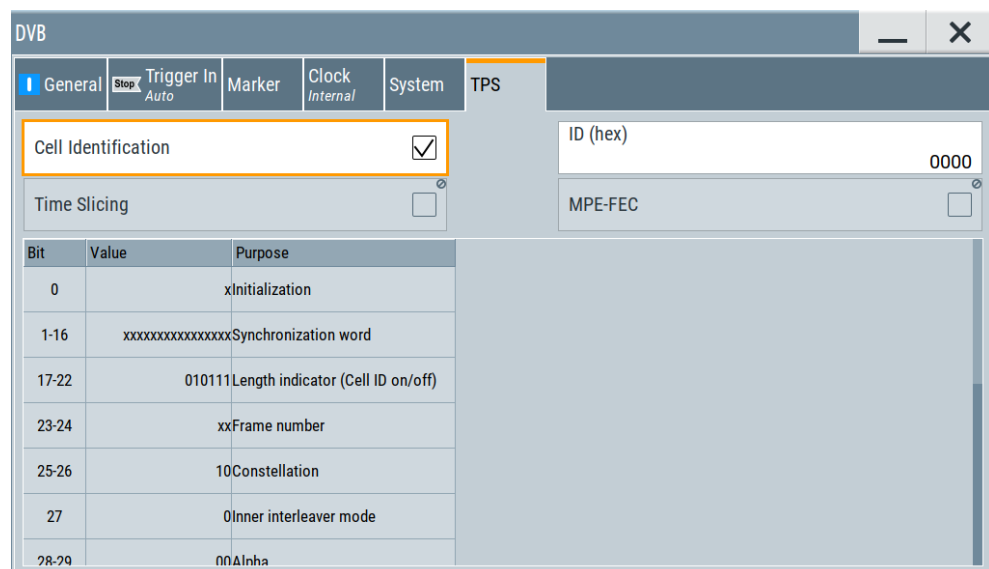 DVB
General
Stop Trigger In
Auto
Marker
Clock
Internal
System
TPS
Cell Identification
ID (hex)
0000
Time Slicing
MPE-FEC
Bit Value Purpose
0 x Initialization
1-16 xxxxxxxxxxxxxxxx Synchronization word
17-22 010111 Length indicator (Cell ID on/off)
23-24 xx Frame number
25-26 10 Constellation
27 0 Inner interleaver mode
28-29 00 Alpha